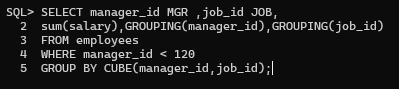 SQL> SELECT manager_id MGR ,job_id JOB,
2 sum(salary),GROUPING(manager_id),GROUPING(job_id)
3 FROM employees
4 WHERE manager_id < 120
5 GROUP BY CUBE(manager_id,job_id);